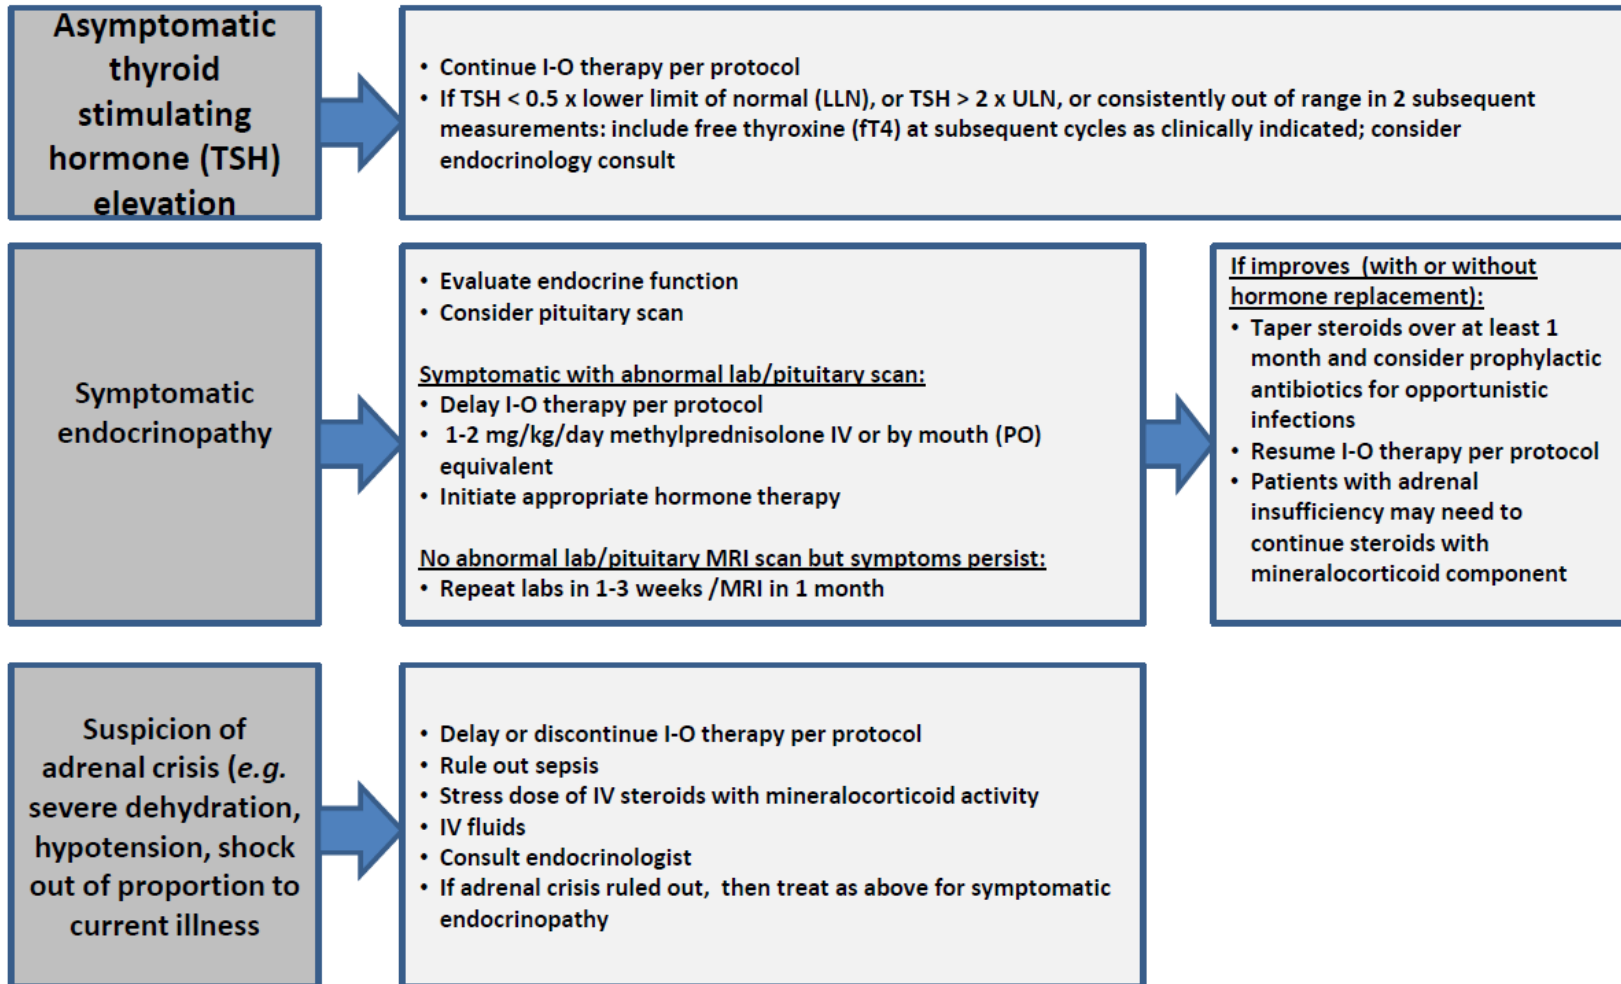 Asymptomatic
thyroid
stimulating
hormone (TSH)
elevation
• Continue I-O therapy per protocol
• If TSH < 0.5 x lower limit of normal (LLN), or TSH > 2 x ULN, or consistently out of range in 2 subsequent
measurements: include free thyroxine (fT4) at subsequent cycles as clinically indicated; consider
endocrinology consult
Symptomatic
endocrinopathy
• Evaluate endocrine function
• Consider pituitary scan
Symptomatic with abnormal lab/pituitary scan:
• Delay I-O therapy per protocol
• 1-2 mg/kg/day methylprednisolone IV or by mouth (PO)
equivalent
• Initiate appropriate hormone therapy
No abnormal lab/pituitary MRI scan but symptoms persist:
• Repeat labs in 1-3 weeks /MRI in 1 month
If improves (with or without
hormone replacement):
• Taper steroids over at least 1
month and consider prophylactic
antibiotics for opportunistic
infections
• Resume I-O therapy per protocol
• Patients with adrenal
insufficiency may need to
continue steroids with
mineralocorticoid component
Suspicion of
adrenal crisis (e.g.
severe dehydration,
hypotension, shock
out of proportion to
current illness
• Delay or discontinue I-O therapy per protocol
• Rule out sepsis
• Stress dose of IV steroids with mineralocorticoid activity
• IV fluids
• Consult endocrinologist
• If adrenal crisis ruled out, then treat as above for symptomatic
endocrinopathy